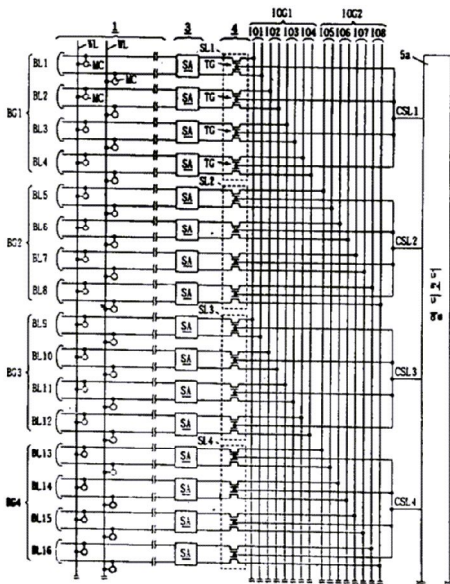 1 3 4 IOG1 IOG2
WL WL SL1 IO1 IO2 IO3 IO4 IO5 IO6 IO7 IO8
5a
BL1 MC SA TG
MC
BL2 MC SA TG
BG1 CSL1
BL3 SA TG
BL4 SA TG
SL2
BL5 SA
BL6 SA
BG2 CSL2
BL7 SA
BL8 SA
SL3
BL9 SA
BL10 SA
BG3 CSL3
BL11 SA
BL12 SA
SL4
BL13 SA
BL14 SA
BG4 CSL4
BL15 SA
BL16 SA